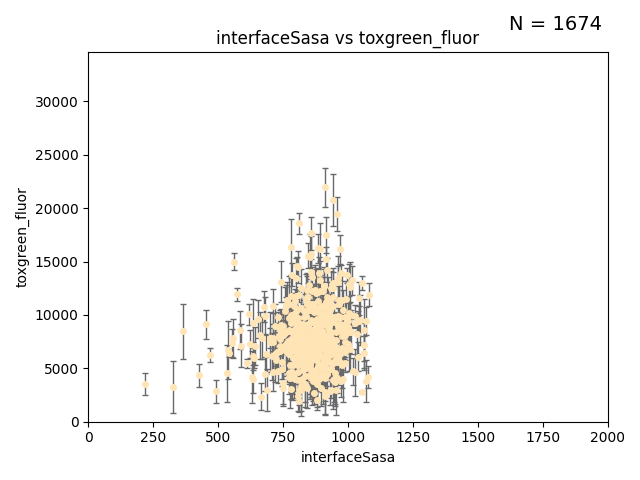 N = 1674
interfaceSasa vs toxgreen_fluor
toxgreen_fluor
30000
25000
20000
15000
10000
5000
0
0 250 500 750 1000 1250 1500 1750 2000
interfaceSasa